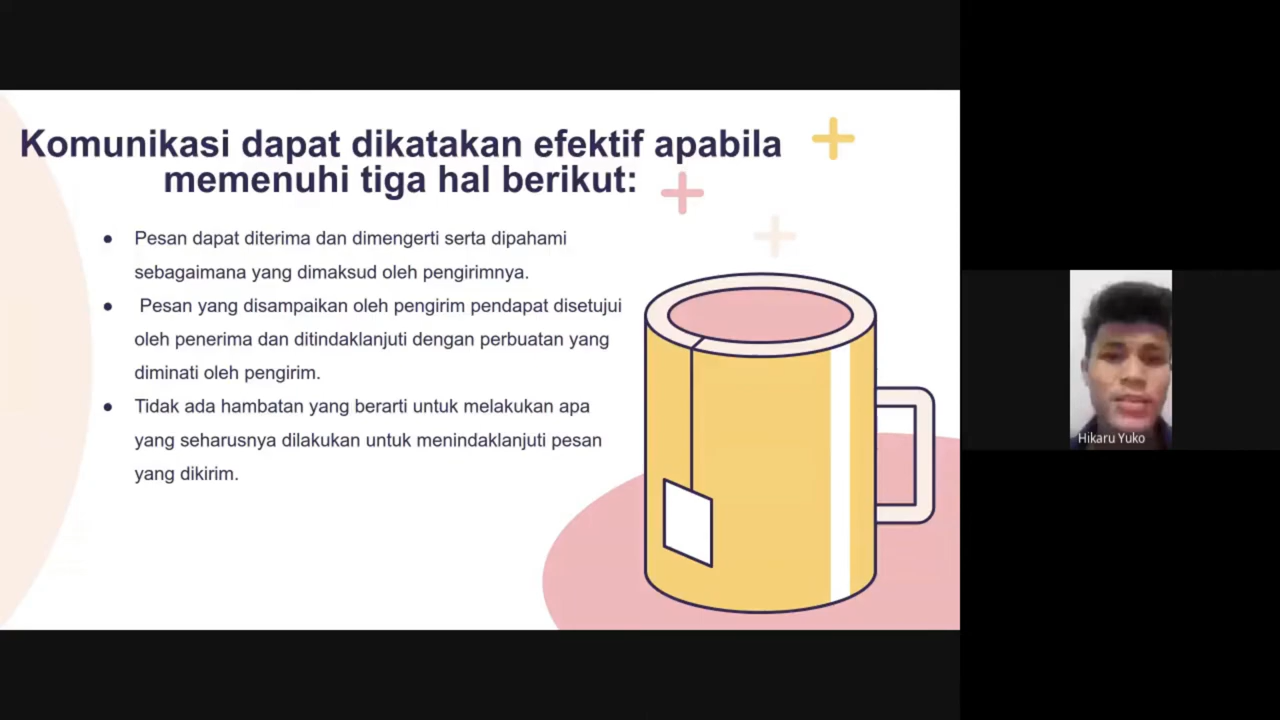 Komunikasi dapat dikatakan efektif apabila
memenuhi tiga hal berikut:
● Pesan dapat diterima dan dimengerti serta dipahami
sebagaimana yang dimaksud oleh pengirimnya.
● Pesan yang disampaikan oleh pengirim pendapat disetujui
oleh penerima dan ditindaklanjuti dengan perbuatan yang
diminati oleh pengirim.
● Tidak ada hambatan yang berarti untuk melakukan apa
yang seharusnya dilakukan untuk menindaklanjuti pesan
yang dikirim.
Hikaru Yuko